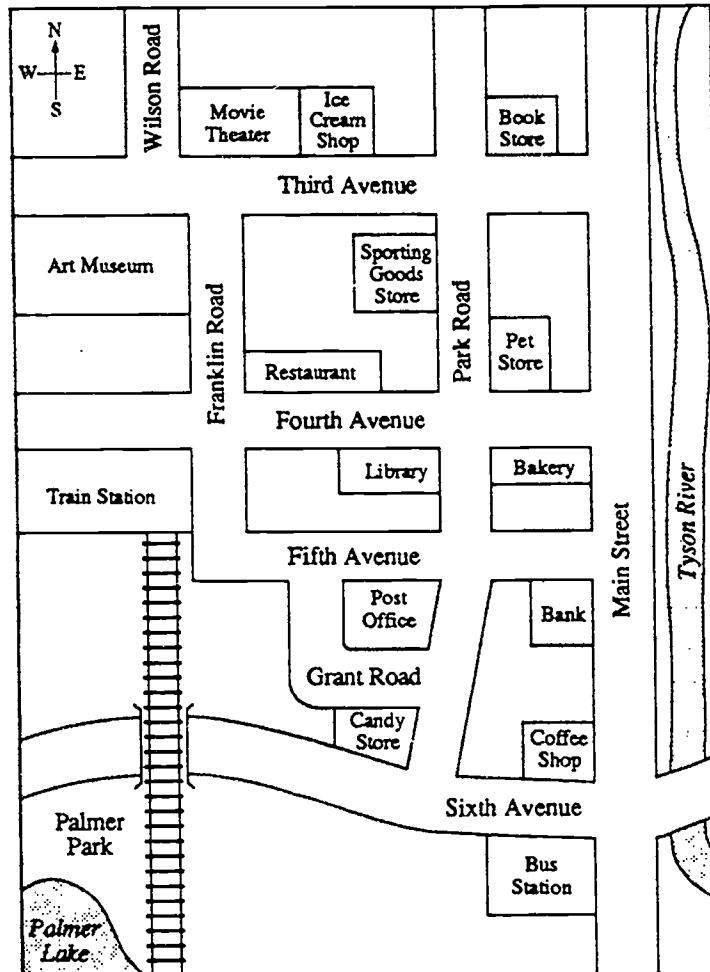 N
W E
S
Wilson Road
Movie
Theater
Ice
Cream
Shop
Book
Store
Third Avenue
Art Museum
Franklin Road
Sporting
Goods
Store
Park Road
Pet
Store
Restaurant
Fourth Avenue
Train Station
Library
Bakery
Main Street
Tyson River
Fifth Avenue
Post
Office
Bank
Grant Road
Candy
Store
Coffee
Shop
Sixth Avenue
Palmer
Park
Bus
Station
Palmer
Lake